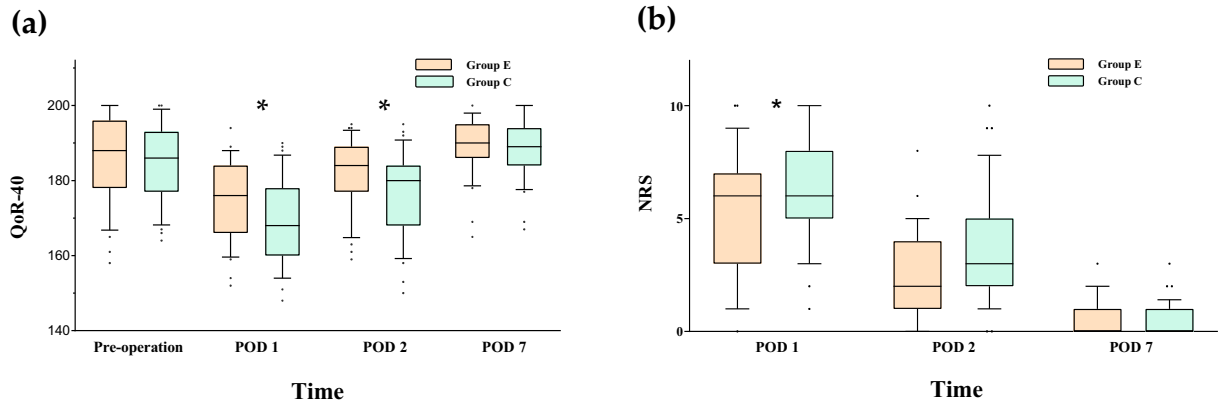 (a)
Group E
Group C
200
180
160
140
QoR-40
*
*
Pre-operation POD 1 POD 2 POD 7
Time
(b)
Group E
Group C
10
5
0
NRS
*
POD 1 POD 2 POD 7
Time